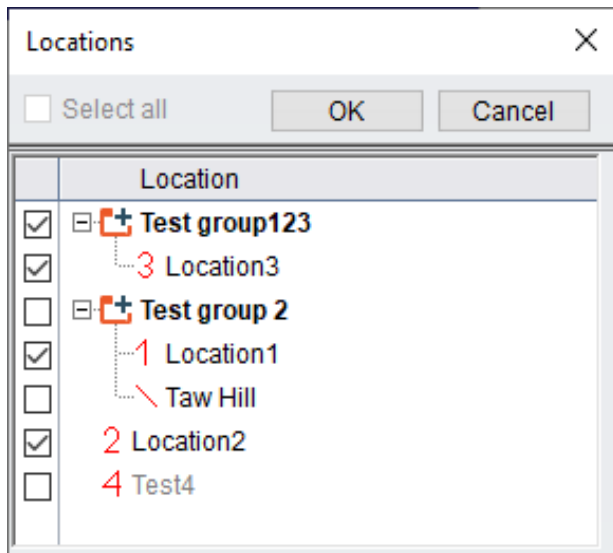 Locations
Select all OK Cancel
Location
Test group123
3 Location3
Test group 2
1 Location1
Taw Hill
2 Location2
4 Test4